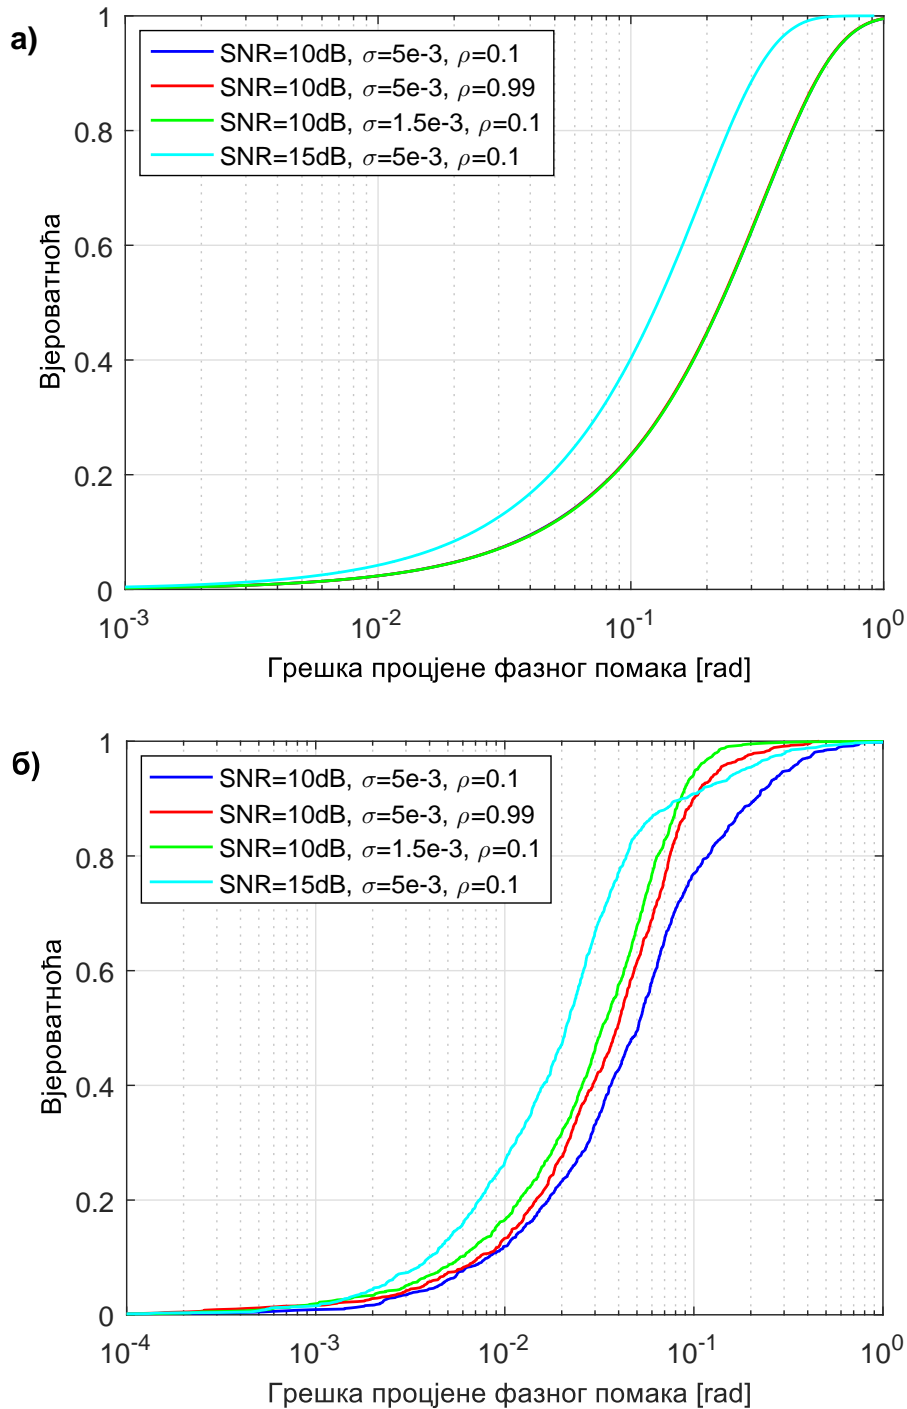 а)
SNR=10dB, σ=5e-3, ρ=0.1
SNR=10dB, σ=5e-3, ρ=0.99
SNR=10dB, σ=1.5e-3, ρ=0.1
SNR=15dB, σ=5e-3, ρ=0.1
1
0.8
0.6
0.4
0.2
0
Вјероватноћа
10^-3 10^-2 10^-1 10^0
Грешка процјене фазног помака [rad]
б)
SNR=10dB, σ=5e-3, ρ=0.1
SNR=10dB, σ=5e-3, ρ=0.99
SNR=10dB, σ=1.5e-3, ρ=0.1
SNR=15dB, σ=5e-3, ρ=0.1
1
0.8
0.6
0.4
0.2
0
Вјероватноћа
10^-4 10^-3 10^-2 10^-1 10^0
Грешка процјене фазног помака [rad]